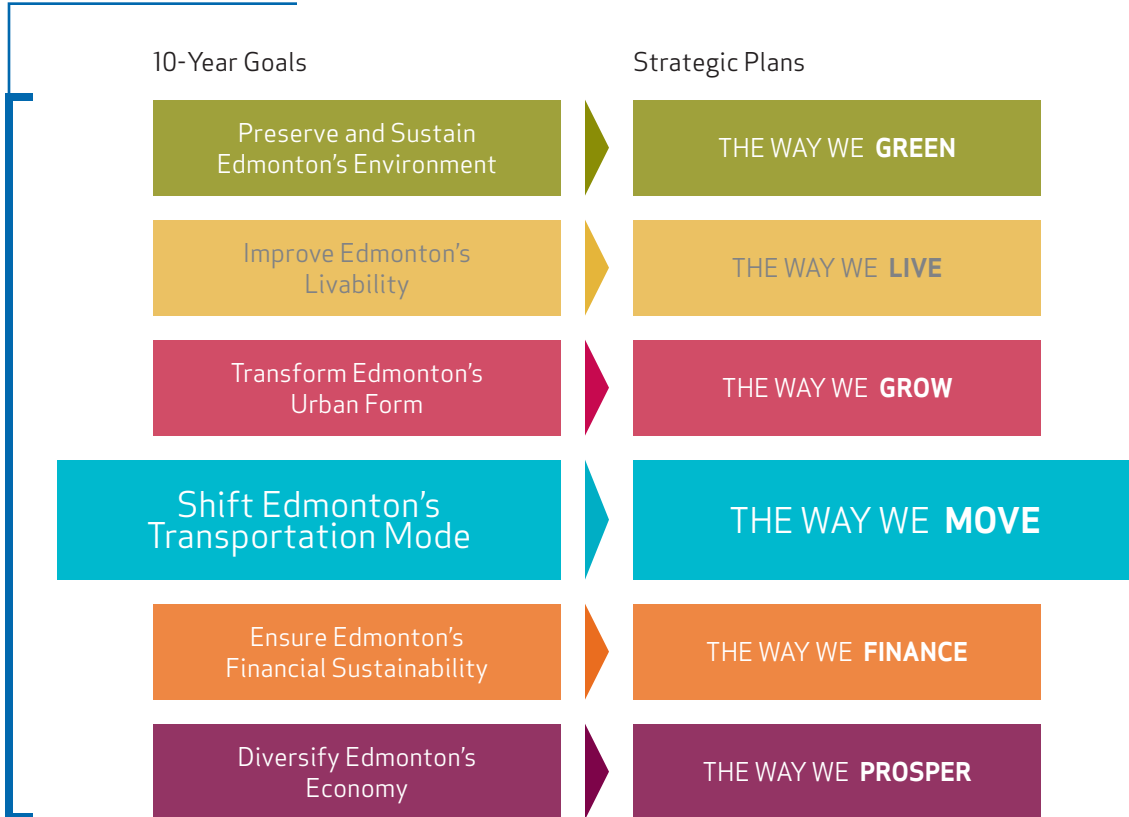 10-Year Goals
Strategic Plans
Preserve and Sustain
Edmonton's Environment
THE WAY WE GREEN
Improve Edmonton's
Livability
THE WAY WE LIVE
Transform Edmonton's
Urban Form
THE WAY WE GROW
Shift Edmonton's
Transportation Mode
THE WAY WE MOVE
Ensure Edmonton's
Financial Sustainability
THE WAY WE FINANCE
Diversify Edmonton's
Economy
THE WAY WE PROSPER